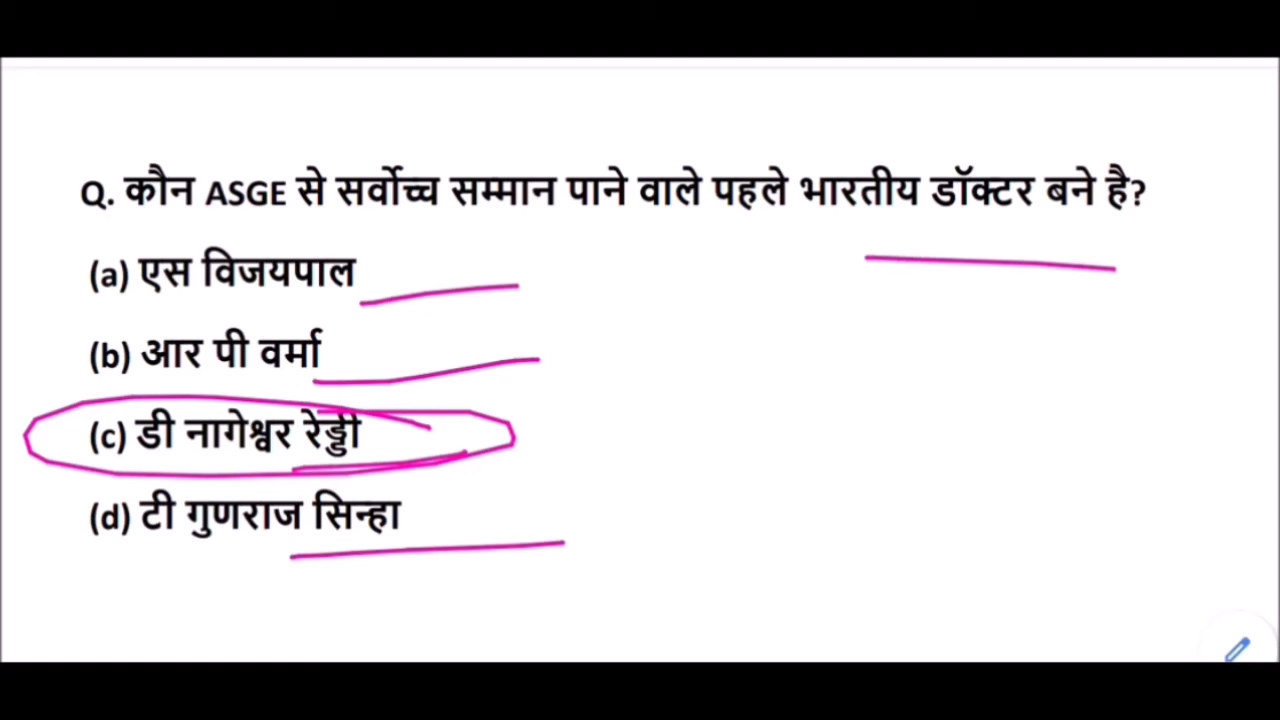 Q. कौन ASGE से सर्वोच्च सम्मान पाने वाले पहले भारतीय डॉक्टर बने है?
(a) एस विजयपाल
(b) आर पी वर्मा
(c) डी नागेश्वर रेड्डी
(d) टी गुणराज सिन्हा